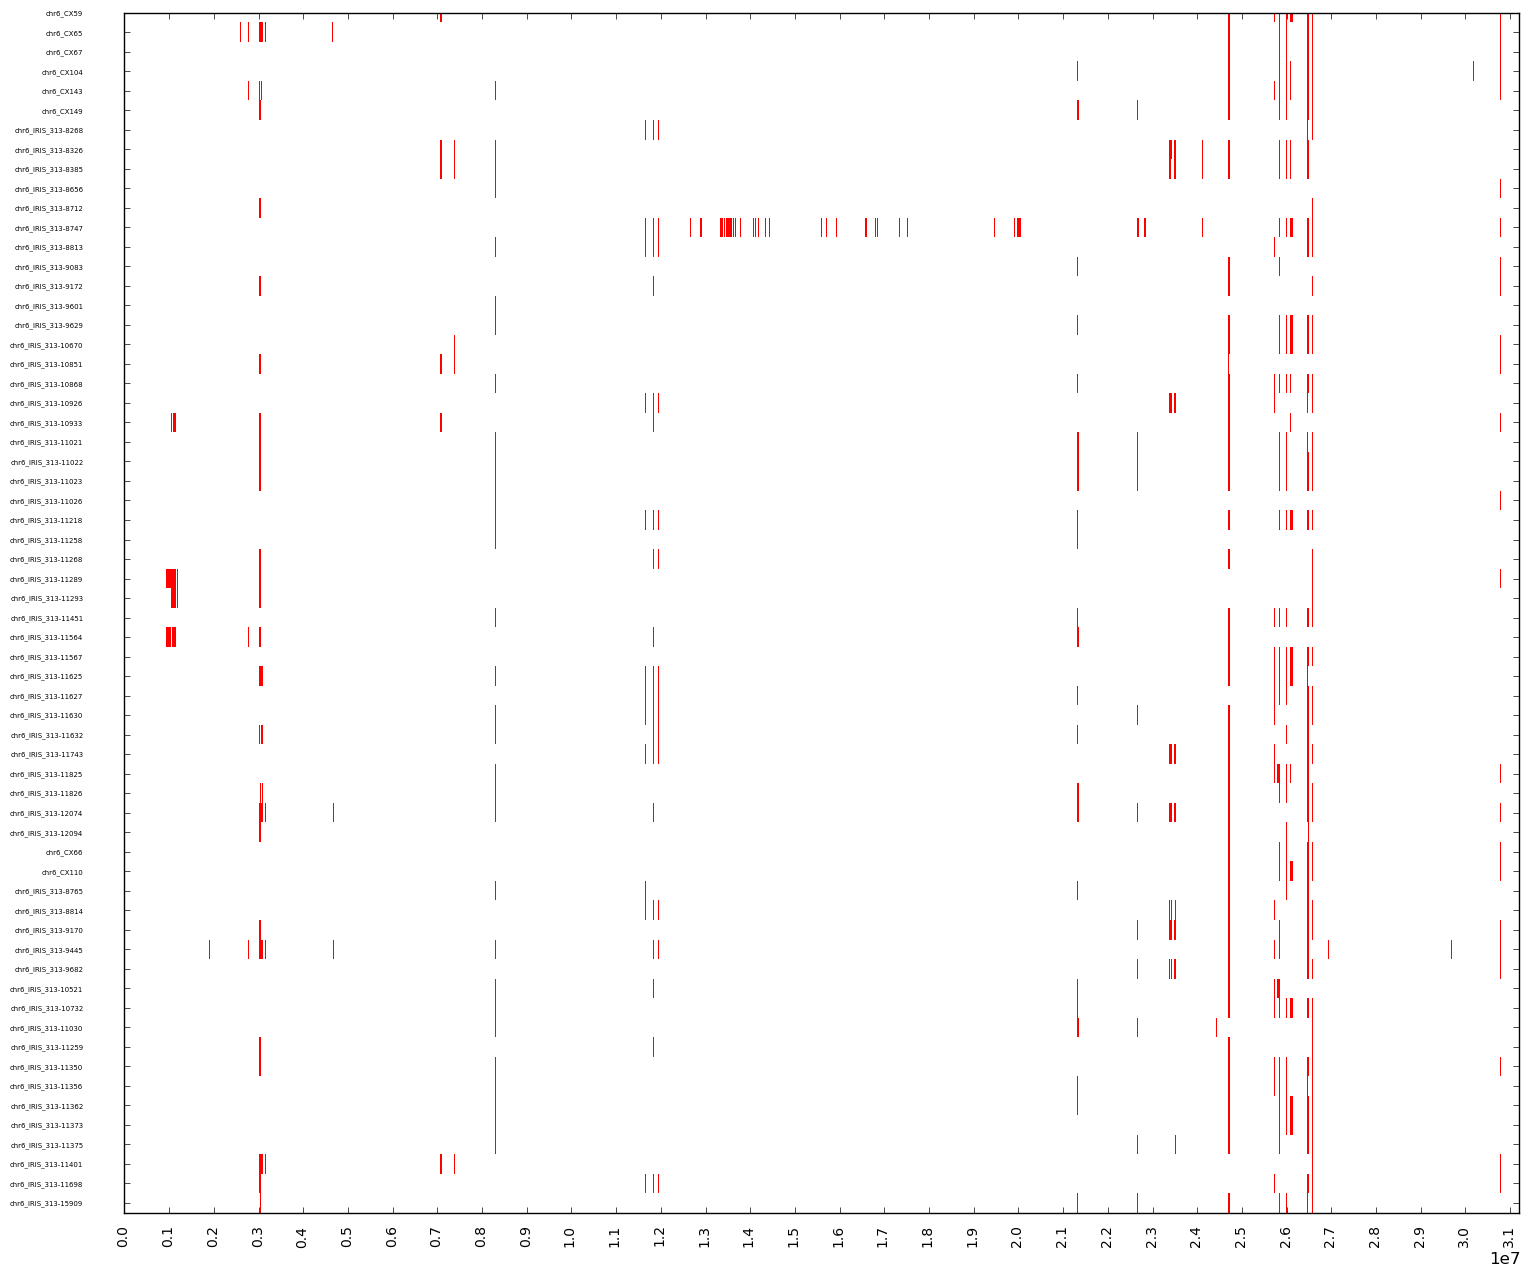 chr6_CX59
chr6_CX65
chr6_CX67
chr6_CX104
chr6_CX143
chr6_CX149
chr6_IRIS_313-8268
chr6_IRIS_313-8326
chr6_IRIS_313-8385
chr6_IRIS_313-8656
chr6_IRIS_313-8712
chr6_IRIS_313-8747
chr6_IRIS_313-8813
chr6_IRIS_313-9083
chr6_IRIS_313-9172
chr6_IRIS_313-9601
chr6_IRIS_313-9629
chr6_IRIS_313-10670
chr6_IRIS_313-10851
chr6_IRIS_313-10868
chr6_IRIS_313-10926
chr6_IRIS_313-10933
chr6_IRIS_313-11021
chr6_IRIS_313-11022
chr6_IRIS_313-11023
chr6_IRIS_313-11026
chr6_IRIS_313-11218
chr6_IRIS_313-11258
chr6_IRIS_313-11268
chr6_IRIS_313-11289
chr6_IRIS_313-11293
chr6_IRIS_313-11451
chr6_IRIS_313-11564
chr6_IRIS_313-11567
chr6_IRIS_313-11625
chr6_IRIS_313-11627
chr6_IRIS_313-11630
chr6_IRIS_313-11632
chr6_IRIS_313-11743
chr6_IRIS_313-11825
chr6_IRIS_313-11826
chr6_IRIS_313-12074
chr6_IRIS_313-12094
chr6_CX66
chr6_CX110
chr6_IRIS_313-8765
chr6_IRIS_313-8814
chr6_IRIS_313-9170
chr6_IRIS_313-9445
chr6_IRIS_313-9682
chr6_IRIS_313-10521
chr6_IRIS_313-10732
chr6_IRIS_313-11030
chr6_IRIS_313-11259
chr6_IRIS_313-11350
chr6_IRIS_313-11356
chr6_IRIS_313-11362
chr6_IRIS_313-11373
chr6_IRIS_313-11375
chr6_IRIS_313-11401
chr6_IRIS_313-11698
chr6_IRIS_313-15909
0.0 0.1 0.2 0.3 0.4 0.5 0.6 0.7 0.8 0.9 1.0 1.1 1.2 1.3 1.4 1.5 1.6 1.7 1.8 1.9 2.0 2.1 2.2 2.3 2.4 2.5 2.6 2.7 2.8 2.9 3.0 3.1
1e7